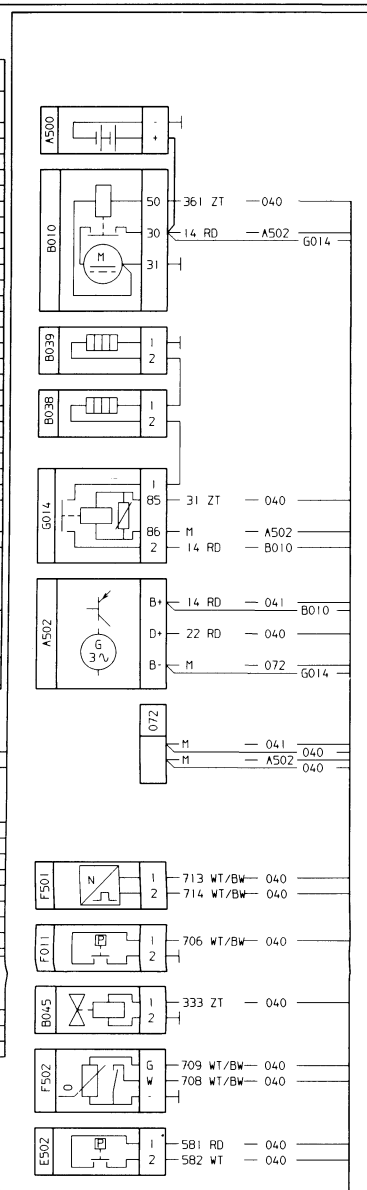 A500
-
+
B010
M
50 361 ZT 040
30 14 RD A502
G014
31
B039
1
2
B038
1
2
G014
1
85 31 ZT 040
86 M A502
2 14 RD B010
A502
G
3∿
B+ 14 RD 041
B010
D+ 22 RD 040
B- M 072
G014
072
M 041
040
M A502
040
F501
N
1 713 WT/BW 040
2 714 WT/BW 040
F011
P
1 706 WT/BW 040
2
B045
1 333 ZT 040
2
F502
O
G 709 WT/BW 040
W 708 WT/BW 040
-
E502
P
1 581 RD 040
2 582 WT 040